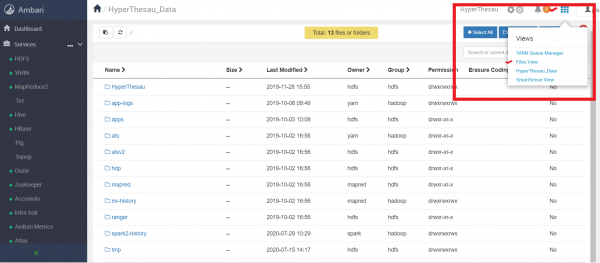 Ambari
/ HyperThesau_Data
HyperThesau
Dashboard
Services
HDFS
YARN
MapReduce2
Tez
Hive
HBase
Pig
Sqoop
Oozie
ZooKeeper
Accumulo
Infra Solr
Ambari Metrics
Atlas
/
Total: 13 files or folders
+Select All
Search in current
Views
YARN Queue Manager
Files View
HyperThesau_Data
SmartSense View
Name Size Last Modified Owner Group Permission Erasure Coding
HyperThesau -- 2019-11-28 15:55 hdfs hdfs drwxrwxrwx No
app-logs -- 2019-10-08 09:46 yarn hadoop drwxrwxrwx No
apps -- 2019-10-03 10:08 hdfs hdfs drwxr-xr-x No
ats -- 2019-10-02 16:56 yarn hadoop drwxr-xr-x No
atsv2 -- 2019-10-02 16:56 hdfs hdfs drwxr-xr-x No
hdp -- 2019-10-02 16:56 hdfs hdfs drwxr-xr-x No
mapred -- 2019-10-02 16:56 mapred hdfs drwxr-xr-x No
mr-history -- 2019-10-02 16:56 mapred hadoop drwxrwxrwx No
ranger -- 2019-10-02 16:56 hdfs hdfs drwxr-xr-x No
spark2-history -- 2020-07-29 10:29 spark hadoop drwxrwxrwx No
tmp -- 2020-07-15 14:17 hdfs hdfs drwxrwxrwx No